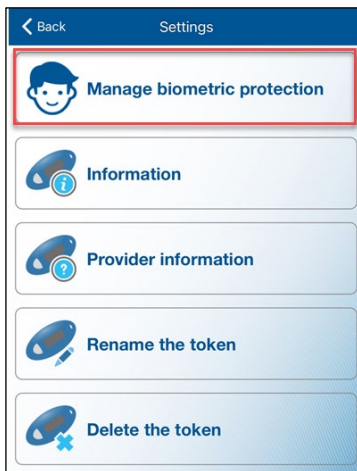 Back
Settings
Manage biometric protection
Information
Provider information
Rename the token
Delete the token